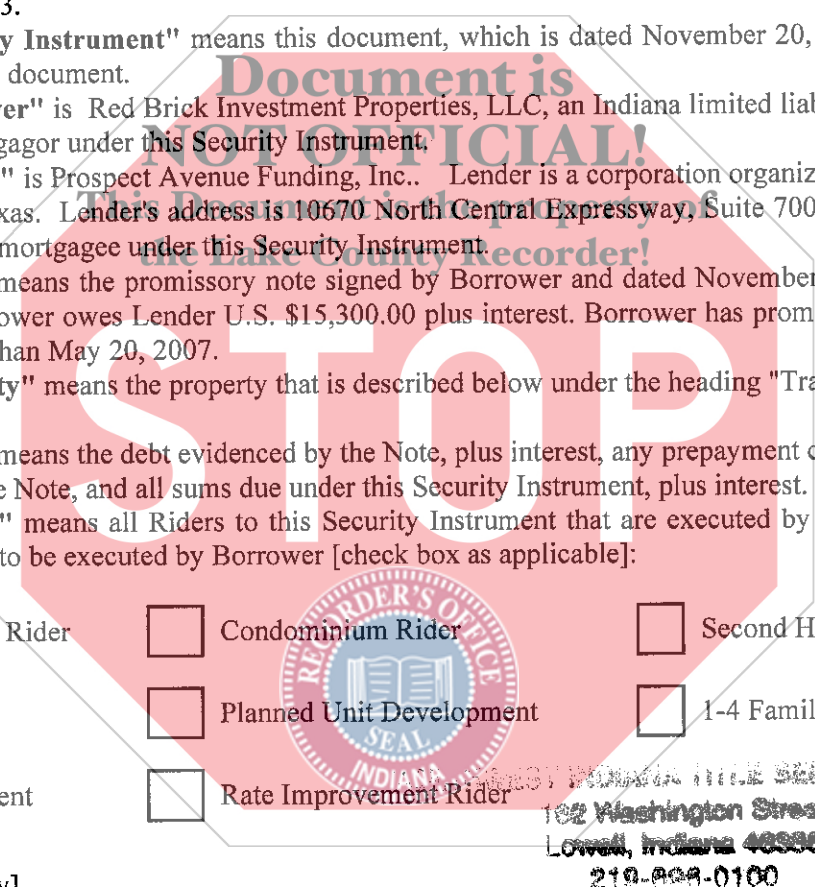 3.
y Instrument" means this document, which is dated November 20,
document.
Document is
ver" is Red Brick Investment Properties, LLC, an Indiana limited liab
gagor under this Security Instrument.
NOT OFFICIAL!
" is Prospect Avenue Funding, Inc.. Lender is a corporation organiz
xas. Lender's address is 10670 North Central Expressway, Suite 700
This Document is the property of
mortgagee under this Security Instrument.
the Lake County Recorder!
means the promissory note signed by Borrower and dated November
ower owes Lender U.S. $15,300.00 plus interest. Borrower has prom
han May 20, 2007.
ty" means the property that is described below under the heading "Tra
STOP
means the debt evidenced by the Note, plus interest, any prepayment c
e Note, and all sums due under this Security Instrument, plus interest.
" means all Riders to this Security Instrument that are executed by
to be executed by Borrower [check box as applicable]:
Rider Condominium Rider Second H
RECORDER'S OFFICE
Planned Unit Development 1-4 Famil
SEAL
INDIANA
ent Rate Improvement Rider
INDIANA TITLE SE
162 Washington Stree
Lowell, Indiana
219-696-0100
y]